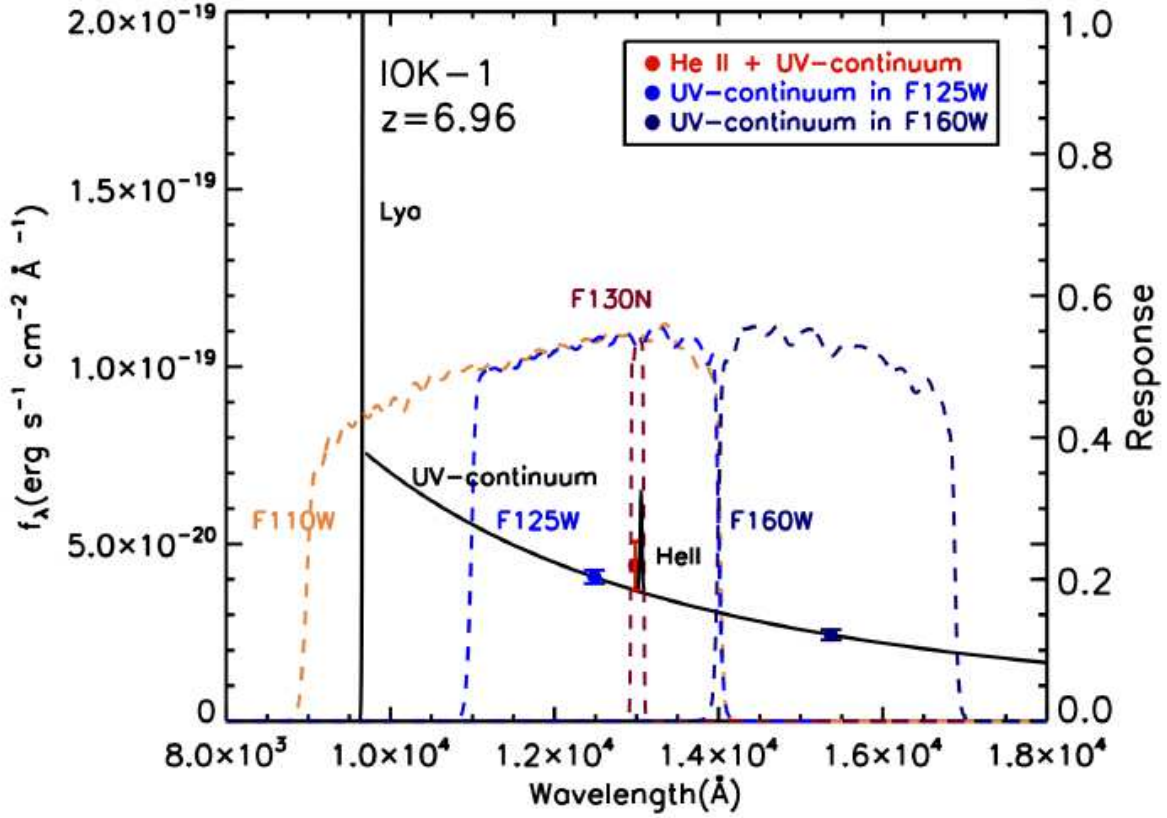 2.0×10⁻¹⁹
1.5×10⁻¹⁹
1.0×10⁻¹⁹
5.0×10⁻²⁰
0
f_λ(erg s⁻¹ cm⁻² Å ⁻¹)
IOK−1
z=6.96
Lyα
He II + UV−continuum
UV−continuum in F125W
UV−continuum in F160W
F130N
UV−continuum
F110W
F125W
HeII
F160W
1.0
0.8
0.6
0.4
0.2
0.0
Response
8.0×10³
1.0×10⁴
1.2×10⁴
1.4×10⁴
1.6×10⁴
1.8×10⁴
Wavelength(Å)